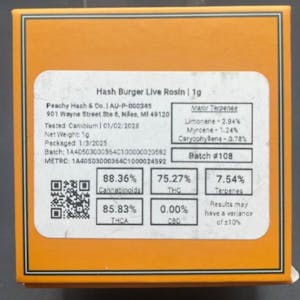 Hash Burger Live Rosin | 1g
Peachy Hash & Co. | AU-P-000345
901 Wayne Street Ste 6, Niles, MI 49120
Tested: Cambium | 01/02/2025
Net Weight: 1g
Packaged: 1/3/2025
Batch: 1A40503000364C1000020592
METRC: 1A40503000364C1000024592
Major Terpenes
Limonene - 2.94%
Myrcene - 1.24%
Caryophyllene - 0.78%
Batch #108
88.36%
Cannabinoids
75.27%
THC
7.54%
Terpenes
85.83%
THCA
0.00%
CBD
Results may
have a variance
of ±10%